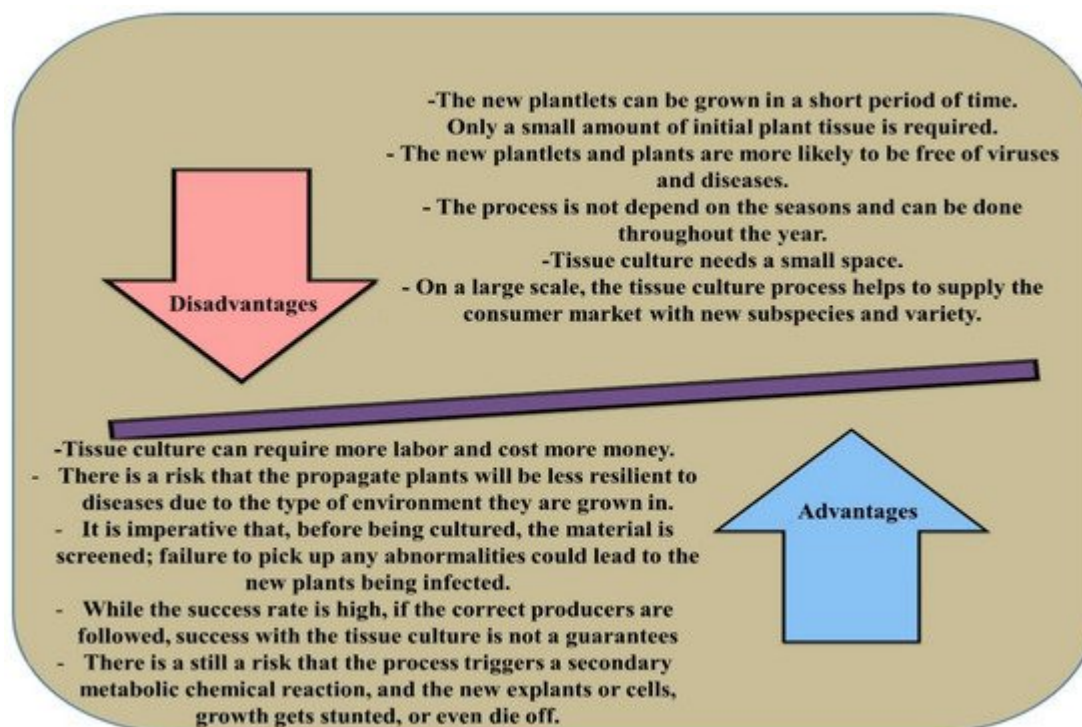 -The new plantlets can be grown in a short period of time.
Only a small amount of initial plant tissue is required.
- The new plantlets and plants are more likely to be free of viruses
and diseases.
- The process is not depend on the seasons and can be done
throughout the year.
-Tissue culture needs a small space.
- On a large scale, the tissue culture process helps to supply the
consumer market with new subspecies and variety.
Disadvantages
-Tissue culture can require more labor and cost more money.
- There is a risk that the propagate plants will be less resilient to
diseases due to the type of environment they are grown in.
- It is imperative that, before being cultured, the material is
screened; failure to pick up any abnormalities could lead to the
new plants being infected.
- While the success rate is high, if the correct producers are
followed, success with the tissue culture is not a guarantees
- There is a still a risk that the process triggers a secondary
metabolic chemical reaction, and the new explants or cells,
growth gets stunted, or even die off.
Advantages